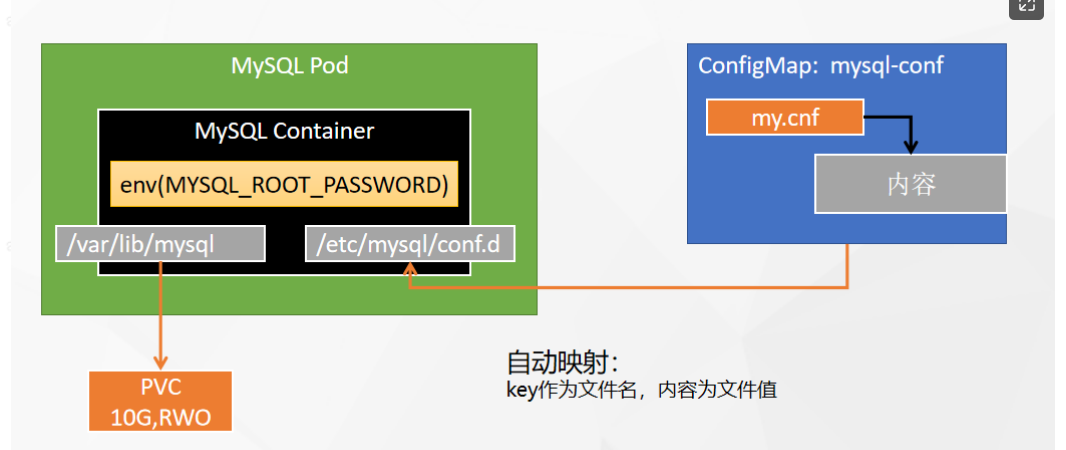 MySQL Pod
MySQL Container
env(MYSQL_ROOT_PASSWORD)
/var/lib/mysql
/etc/mysql/conf.d
PVC
10G,RWO
ConfigMap: mysql-conf
my.cnf
内容
自动映射：
key作为文件名，内容为文件值